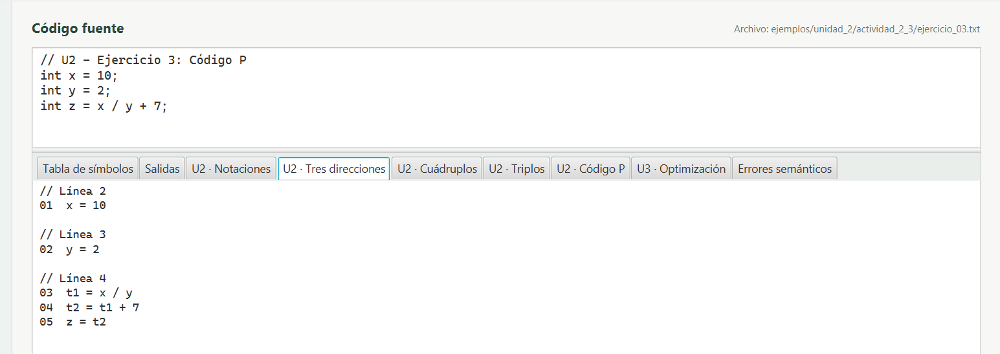 Código fuente
Archivo: ejemplos/unidad_2/actividad_2_3/ejercicio_03.txt
// U2 – Ejercicio 3: Código P
int x = 10;
int y = 2;
int z = x / y + 7;
Tabla de símbolos
Salidas
U2 · Notaciones
U2 · Tres direcciones
U2 · Cuádruplos
U2 · Triplos
U2 · Código P
U3 · Optimización
Errores semánticos
// Línea 2
01  x = 10
// Línea 3
02  y = 2
// Línea 4
03  t1 = x / y
04  t2 = t1 + 7
05  z = t2